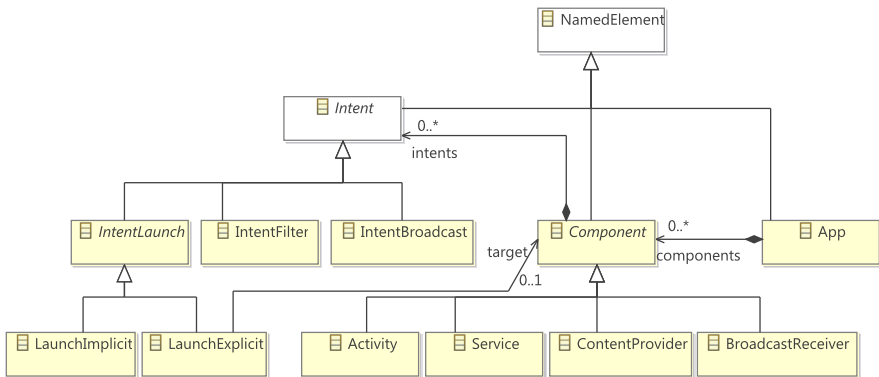 NamedElement
Intent
0..*
intents
IntentLaunch
IntentFilter
IntentBroadcast
Component
0..*
App
target
components
0..1
LaunchImplicit
LaunchExplicit
Activity
Service
ContentProvider
BroadcastReceiver